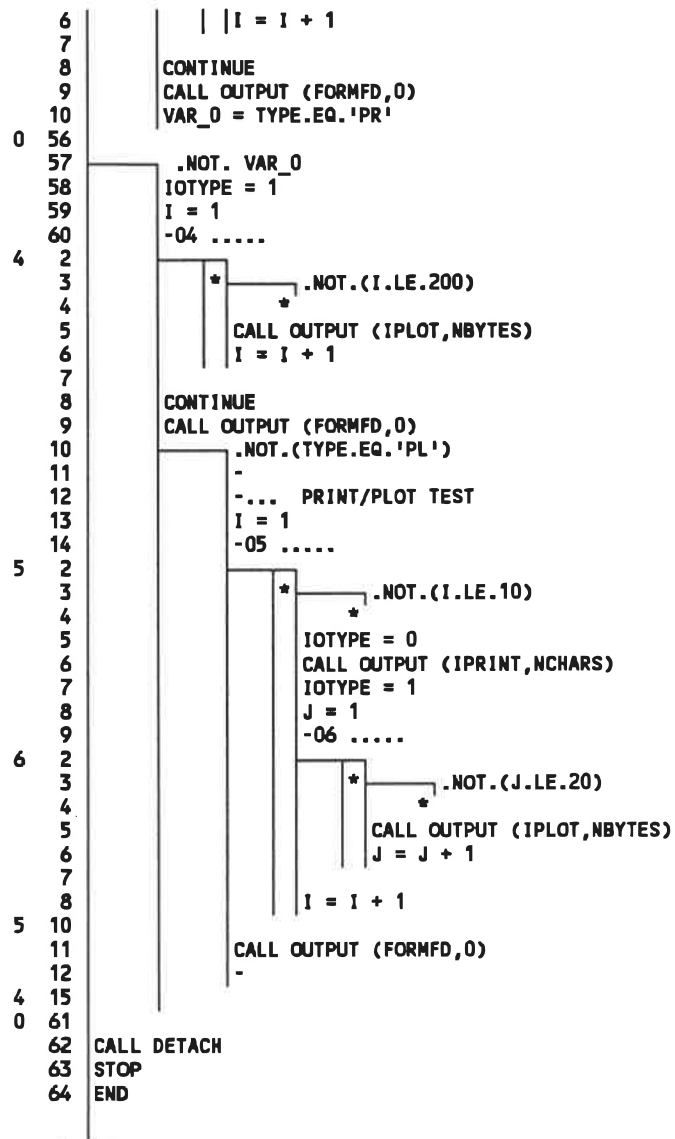 6 I = I + 1
7
8 CONTINUE
9 CALL OUTPUT (FORMFD,0)
10 VAR_0 = TYPE.EQ.'PR'
0 56
57 .NOT. VAR_0
58 IOTYPE = 1
59 I = 1
60 -04 .....
4 2
3 * .NOT.(I.LE.200)
4 *
5 CALL OUTPUT (IPLOT,NBYTES)
6 I = I + 1
7
8 CONTINUE
9 CALL OUTPUT (FORMFD,0)
10 .NOT.(TYPE.EQ.'PL')
11 -
12 -... PRINT/PLOT TEST
13 I = 1
14 -05 .....
5 2
3 * .NOT.(I.LE.10)
4 *
5 IOTYPE = 0
6 CALL OUTPUT (IPRINT,NCHARS)
7 IOTYPE = 1
8 J = 1
9 -06 .....
6 2
3 * .NOT.(J.LE.20)
4 *
5 CALL OUTPUT (IPLOT,NBYTES)
6 J = J + 1
7
8 I = I + 1
5 10
11 CALL OUTPUT (FORMFD,0)
12 -
4 15
0 61
62 CALL DETACH
63 STOP
64 END